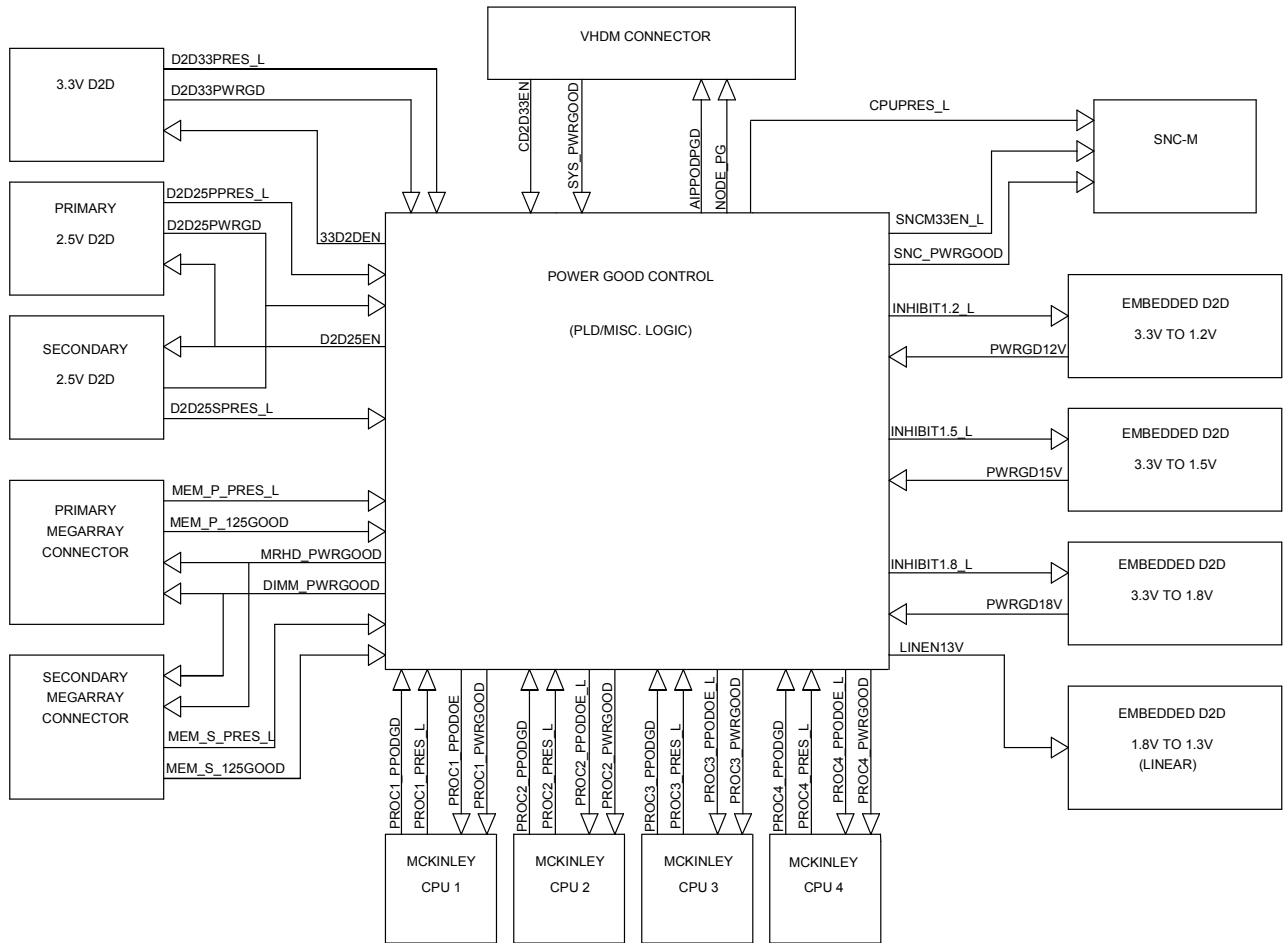 VHDM CONNECTOR
D2D33PRES_L
3.3V D2D
D2D33PWRGD
CD2D33EN
SYS_PWRGOOD
AIPPODPGD
NODE_PG
CPUPRES_L
SNC-M
D2D25PPRES_L
PRIMARY
2.5V D2D
D2D25PWRGD
33D2DEN
SNCM33EN_L
SNC_PWRGOOD
POWER GOOD CONTROL
(PLD/MISC. LOGIC)
INHIBIT1.2_L
PWRGD12V
EMBEDDED D2D
3.3V TO 1.2V
D2D25EN
SECONDARY
2.5V D2D
D2D25SPRES_L
INHIBIT1.5_L
PWRGD15V
EMBEDDED D2D
3.3V TO 1.5V
MEM_P_PRES_L
MEM_P_125GOOD
PRIMARY
MEGARRAY
CONNECTOR
MRHD_PWRGOOD
DIMM_PWRGOOD
INHIBIT1.8_L
PWRGD18V
EMBEDDED D2D
3.3V TO 1.8V
LINEN13V
SECONDARY
MEGARRAY
CONNECTOR
MEM_S_PRES_L
MEM_S_125GOOD
EMBEDDED D2D
1.8V TO 1.3V
(LINEAR)
PROC1_PPODGD
PROC1_PRES_L
PROC1_PPODOE
PROC1_PWRGOOD
PROC2_PPODGD
PROC2_PRES_L
PROC2_PPODOE_L
PROC2_PWRGOOD
PROC3_PPODGD
PROC3_PRES_L
PROC3_PPODOE_L
PROC3_PWRGOOD
PROC4_PPODGD
PROC4_PRES_L
PROC4_PPODOE_L
PROC4_PWRGOOD
MCKINLEY
CPU 1
MCKINLEY
CPU 2
MCKINLEY
CPU 3
MCKINLEY
CPU 4